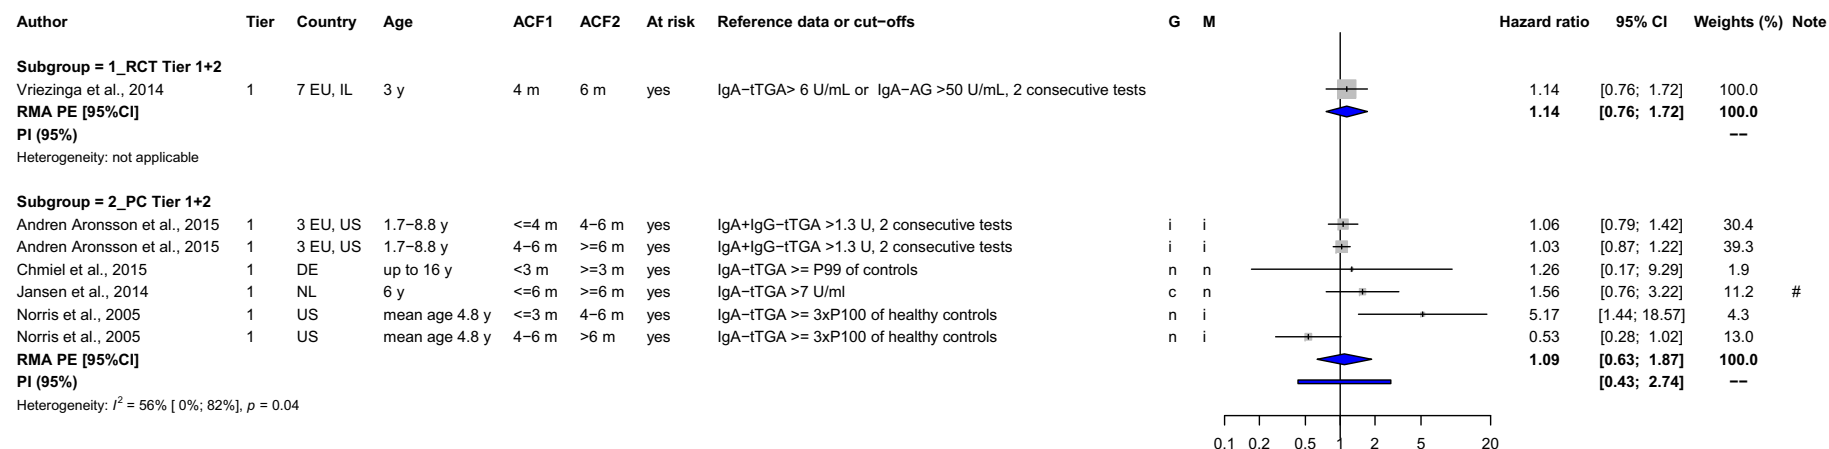 Author Tier Country Age ACF1 ACF2 At risk Reference data or cut−offs G M Hazard ratio 95% CI Weights (%) Note
Subgroup = 1_RCT Tier 1+2
Vriezinga et al., 2014 1 7 EU, IL 3 y 4 m 6 m yes IgA−tTGA> 6 U/mL or IgA−AG >50 U/mL, 2 consecutive tests 1.14 [0.76; 1.72] 100.0
RMA PE [95%CI] 1.14 [0.76; 1.72] 100.0
PI (95%) −−
Heterogeneity: not applicable
Subgroup = 2_PC Tier 1+2
Andren Aronsson et al., 2015 1 3 EU, US 1.7−8.8 y <=4 m 4−6 m yes IgA+IgG−tTGA >1.3 U, 2 consecutive tests i i 1.06 [0.79; 1.42] 30.4
Andren Aronsson et al., 2015 1 3 EU, US 1.7−8.8 y 4−6 m >=6 m yes IgA+IgG−tTGA >1.3 U, 2 consecutive tests i i 1.03 [0.87; 1.22] 39.3
Chmiel et al., 2015 1 DE up to 16 y <3 m >=3 m yes IgA−tTGA >= P99 of controls n n 1.26 [0.17; 9.29] 1.9
Jansen et al., 2014 1 NL 6 y <=6 m >=6 m yes IgA−tTGA >7 U/ml c n 1.56 [0.76; 3.22] 11.2 #
Norris et al., 2005 1 US mean age 4.8 y <=3 m 4−6 m yes IgA−tTGA >= 3xP100 of healthy controls n i 5.17 [1.44; 18.57] 4.3
Norris et al., 2005 1 US mean age 4.8 y 4−6 m >6 m yes IgA−tTGA >= 3xP100 of healthy controls n i 0.53 [0.28; 1.02] 13.0
RMA PE [95%CI] 1.09 [0.63; 1.87] 100.0
PI (95%) [0.43; 2.74] −−
Heterogeneity: I² = 56% [ 0%; 82%], p = 0.04
0.1 0.2 0.5 1 2 5 20